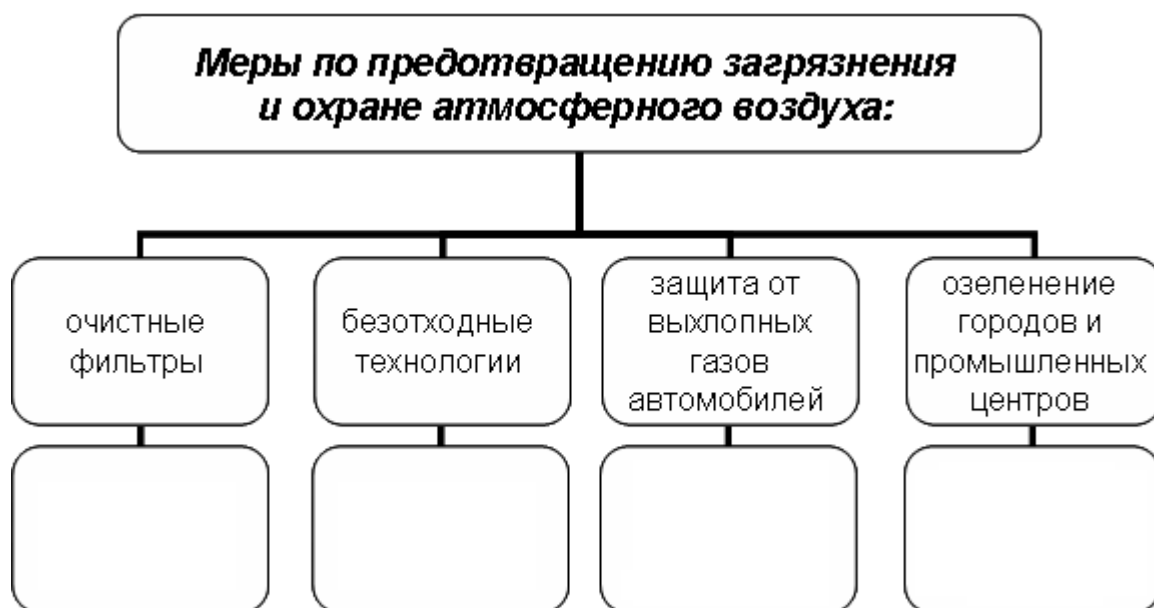 Меры по предотвращению загрязнения
и охране атмосферного воздуха:
очистные
фильтры
безотходные
технологии
защита от
выхлопных
газов
автомобилей
озеленение
городов и
промышленных
центров